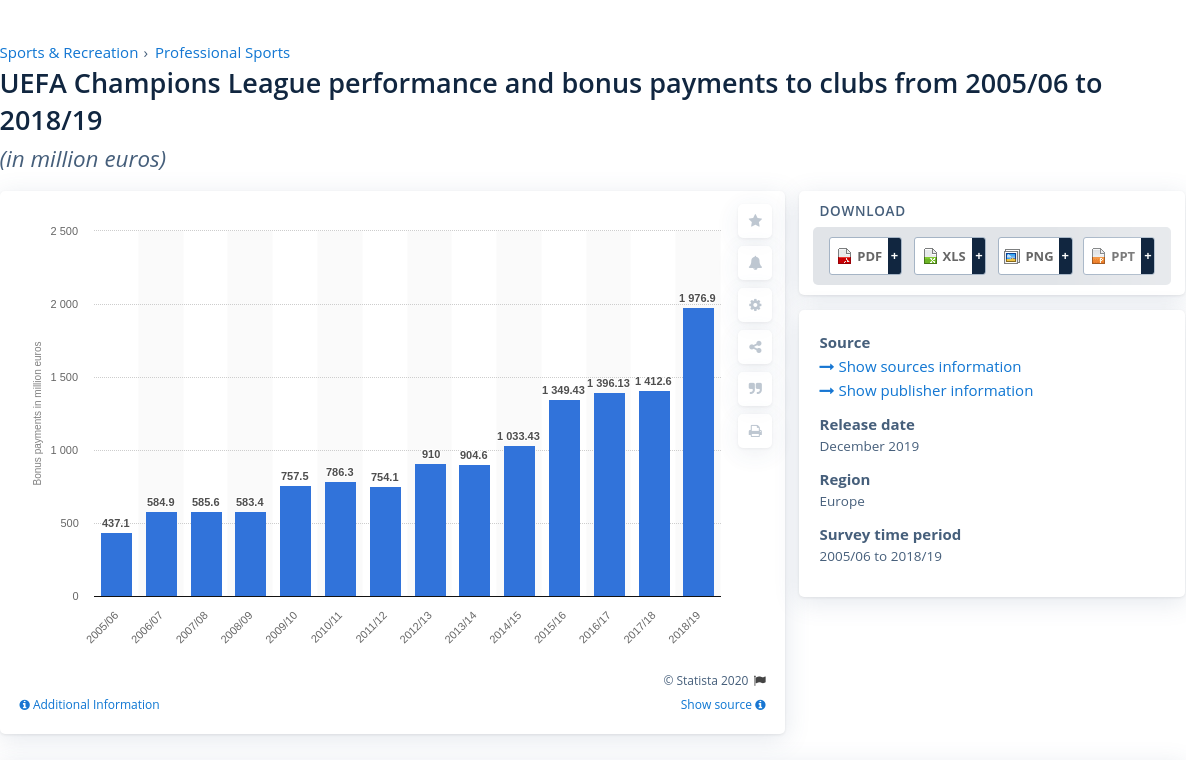 Sports & Recreation › Professional Sports
UEFA Champions League performance and bonus payments to clubs from 2005/06 to
2018/19
(in million euros)
Bonus payments in million euros
2 500
2 000
1 500
1 000
500
0
437.1
584.9
585.6
583.4
757.5
786.3
754.1
910
904.6
1 033.43
1 349.43
1 396.13
1 412.6
1 976.9
2005/06
2006/07
2007/08
2008/09
2009/10
2010/11
2011/12
2012/13
2013/14
2014/15
2015/16
2016/17
2017/18
2018/19
© Statista 2020
Additional Information
Show source
DOWNLOAD
PDF + XLS + PNG + PPT +
Source
Show sources information
Show publisher information
Release date
December 2019
Region
Europe
Survey time period
2005/06 to 2018/19